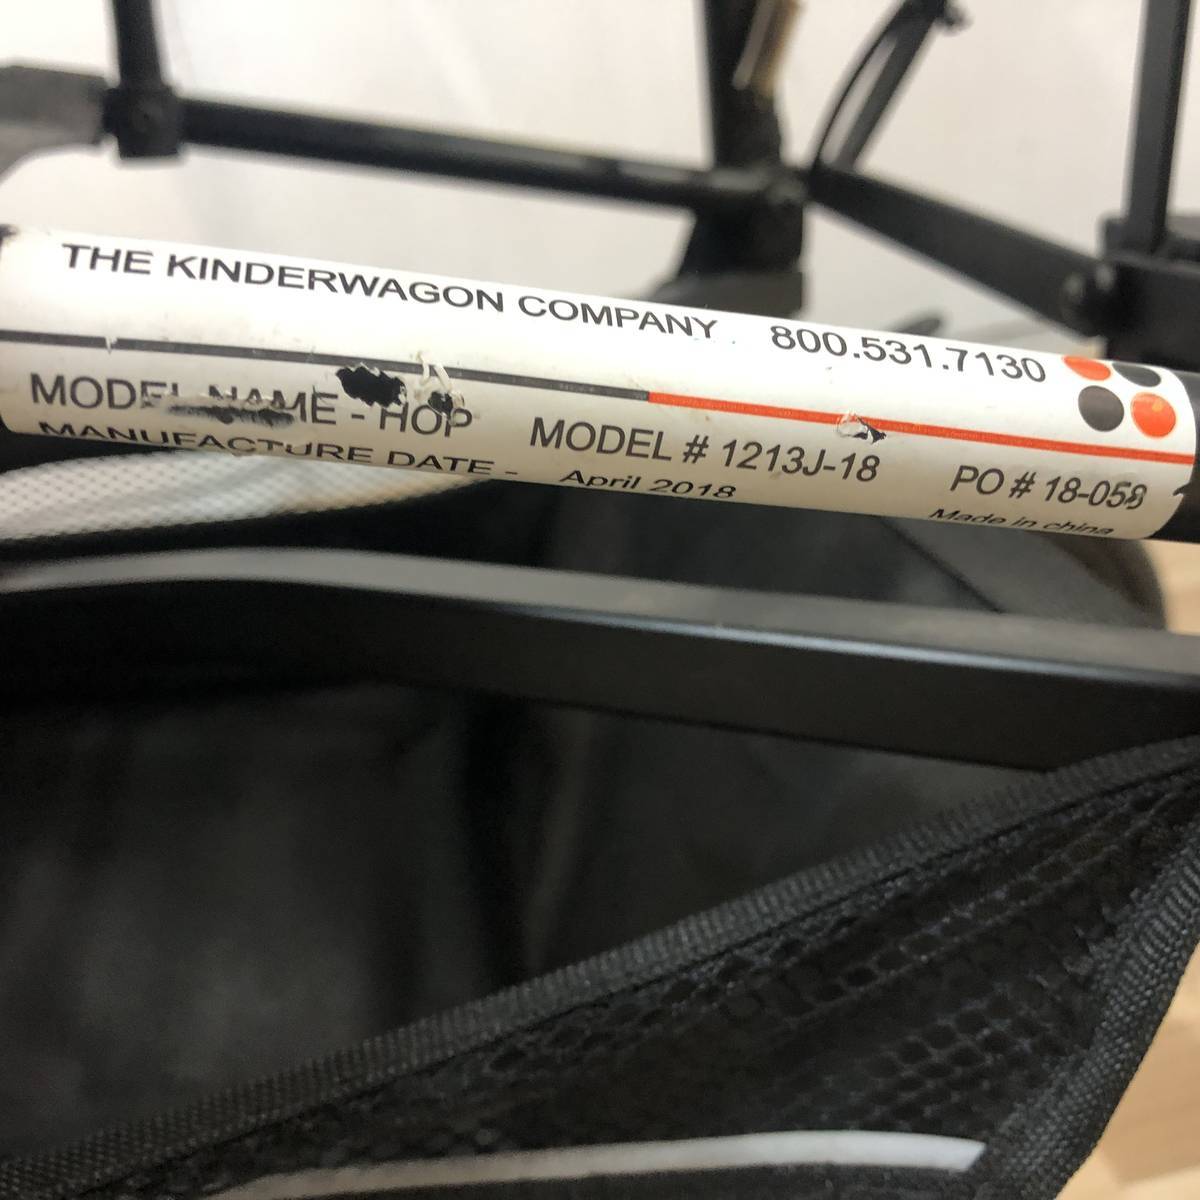 THE KINDERWAGON COMPANY 800.531.7130
MODEL NAME - HOP MODEL # 1213J-18 PO # 18-058
MANUFACTURE DATE - April 2018 Made in china